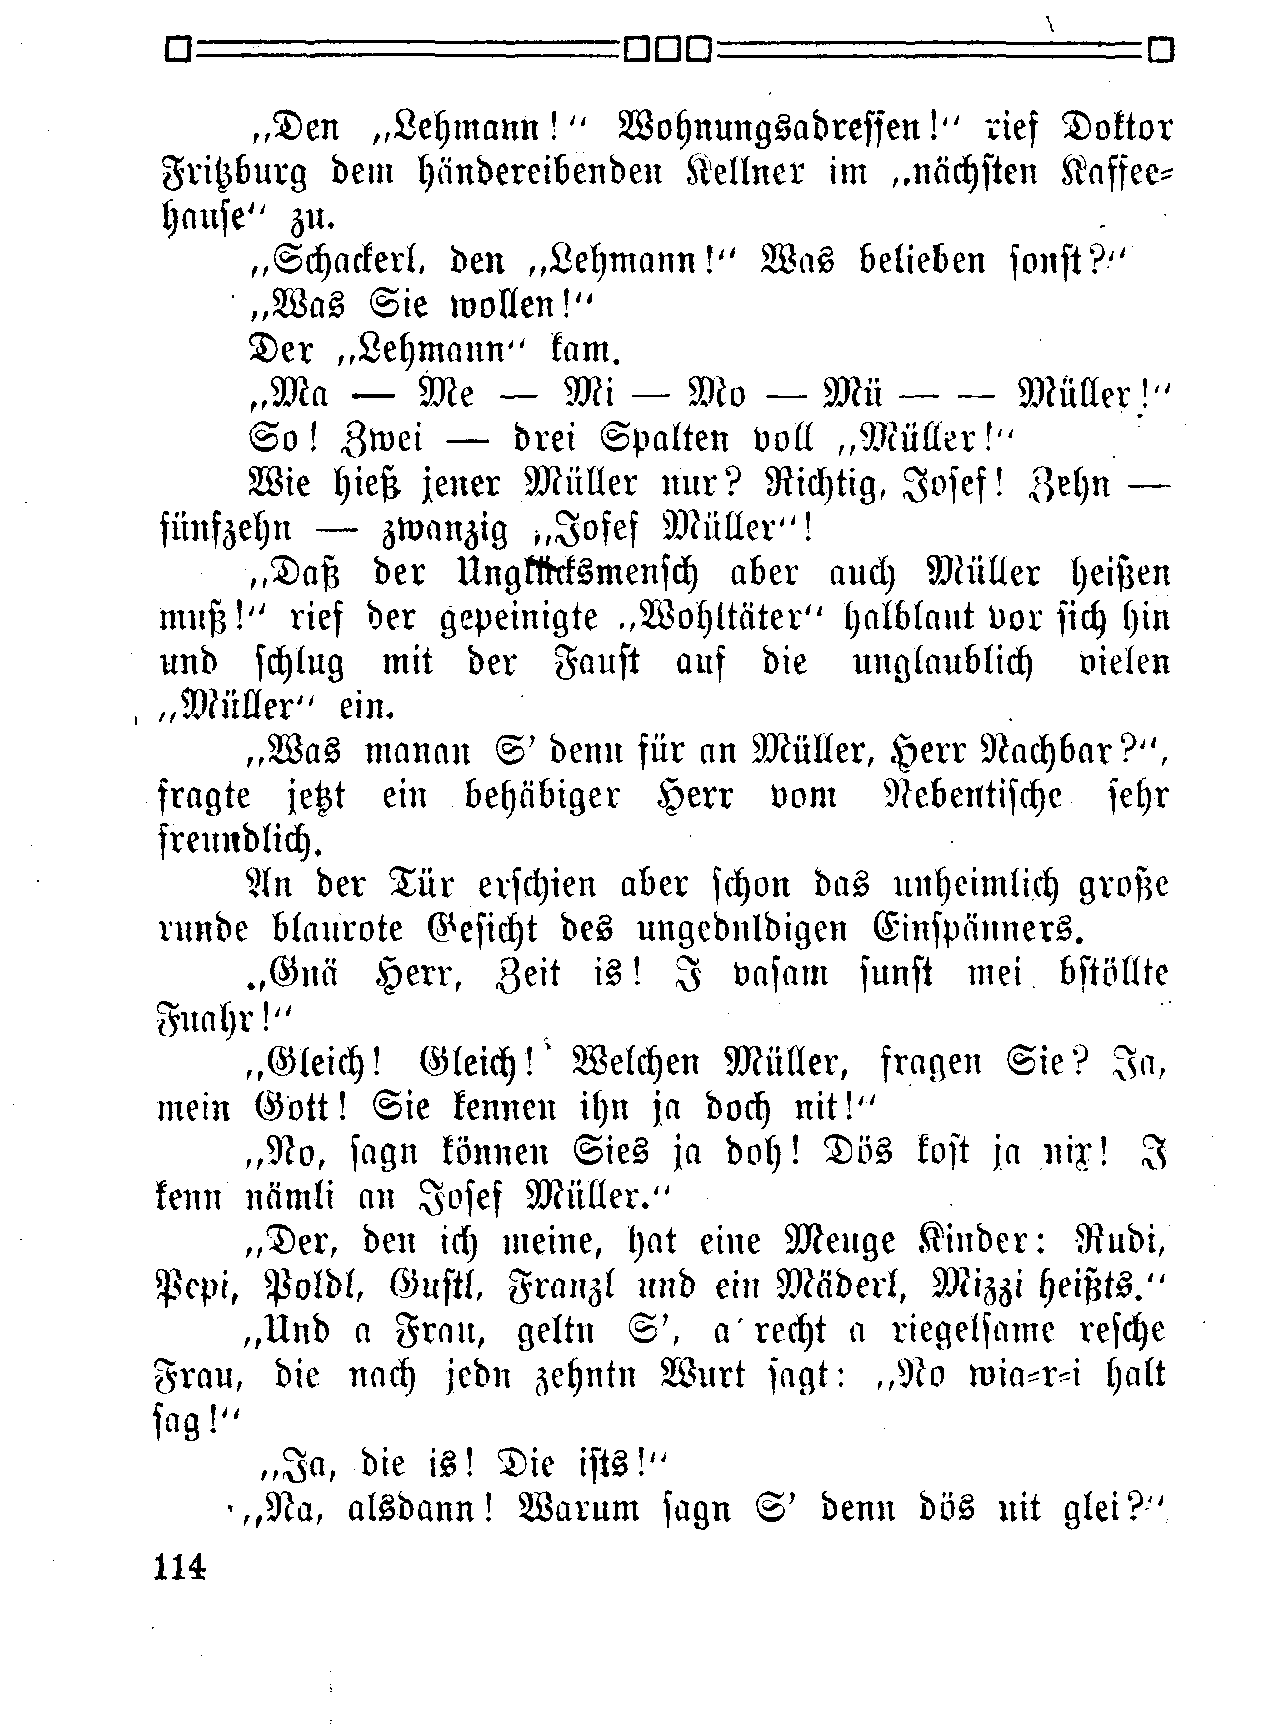 „Den „Lehmann!“ Wohnungsadressen!“ rief Doktor
Fritzburg dem händereibenden Kellner im „nächsten Kaffee-
hause“ zu.
„Schackerl, den „Lehmann!“ Was belieben sonst?“
„Was Sie wollen!“
Der „Lehmann“ kam.
„Ma — Me — Mi — Mo — Mü — — Müller!“
So! Zwei — drei Spalten voll „Müller!“
Wie hieß jener Müller nur? Richtig, Josef! Zehn —
fünfzehn — zwanzig „Josef Müller“!
„Daß der Unglücksmensch aber auch Müller heißen
muß!“ rief der gepeinigte „Wohltäter“ halblaut vor sich hin
und schlug mit der Faust auf die unglaublich vielen
„Müller“ ein.
„Was manan S’ denn für an Müller, Herr Nachbar?“,
fragte jetzt ein behäbiger Herr vom Nebentische sehr
freundlich.
An der Tür erschien aber schon das unheimlich große
runde blaurote Gesicht des ungeduldigen Einspänners.
„Gnä Herr, Zeit is! I vasam sunst mei bstöllte
Fuahr!“
„Gleich! Gleich! Welchen Müller, fragen Sie? Ja,
mein Gott! Sie kennen ihn ja doch nit!“
„No, sagn können Sies ja doh! Dös kost ja nix! I
kenn nämli an Josef Müller.“
„Der, den ich meine, hat eine Menge Kinder: Rudi,
Pepi, Poldl, Gustl, Franzl und ein Mäderl, Mizzi heißts.“
„Und a Frau, geltn S’, a recht a riegelsame resche
Frau, die nach jedn zehntn Wurt sagt: „No wia-r-i halt
sag!“
„Ja, die is! Die ists!“
„Na, alsdann! Warum sagn S’ denn dös nit glei?“
114